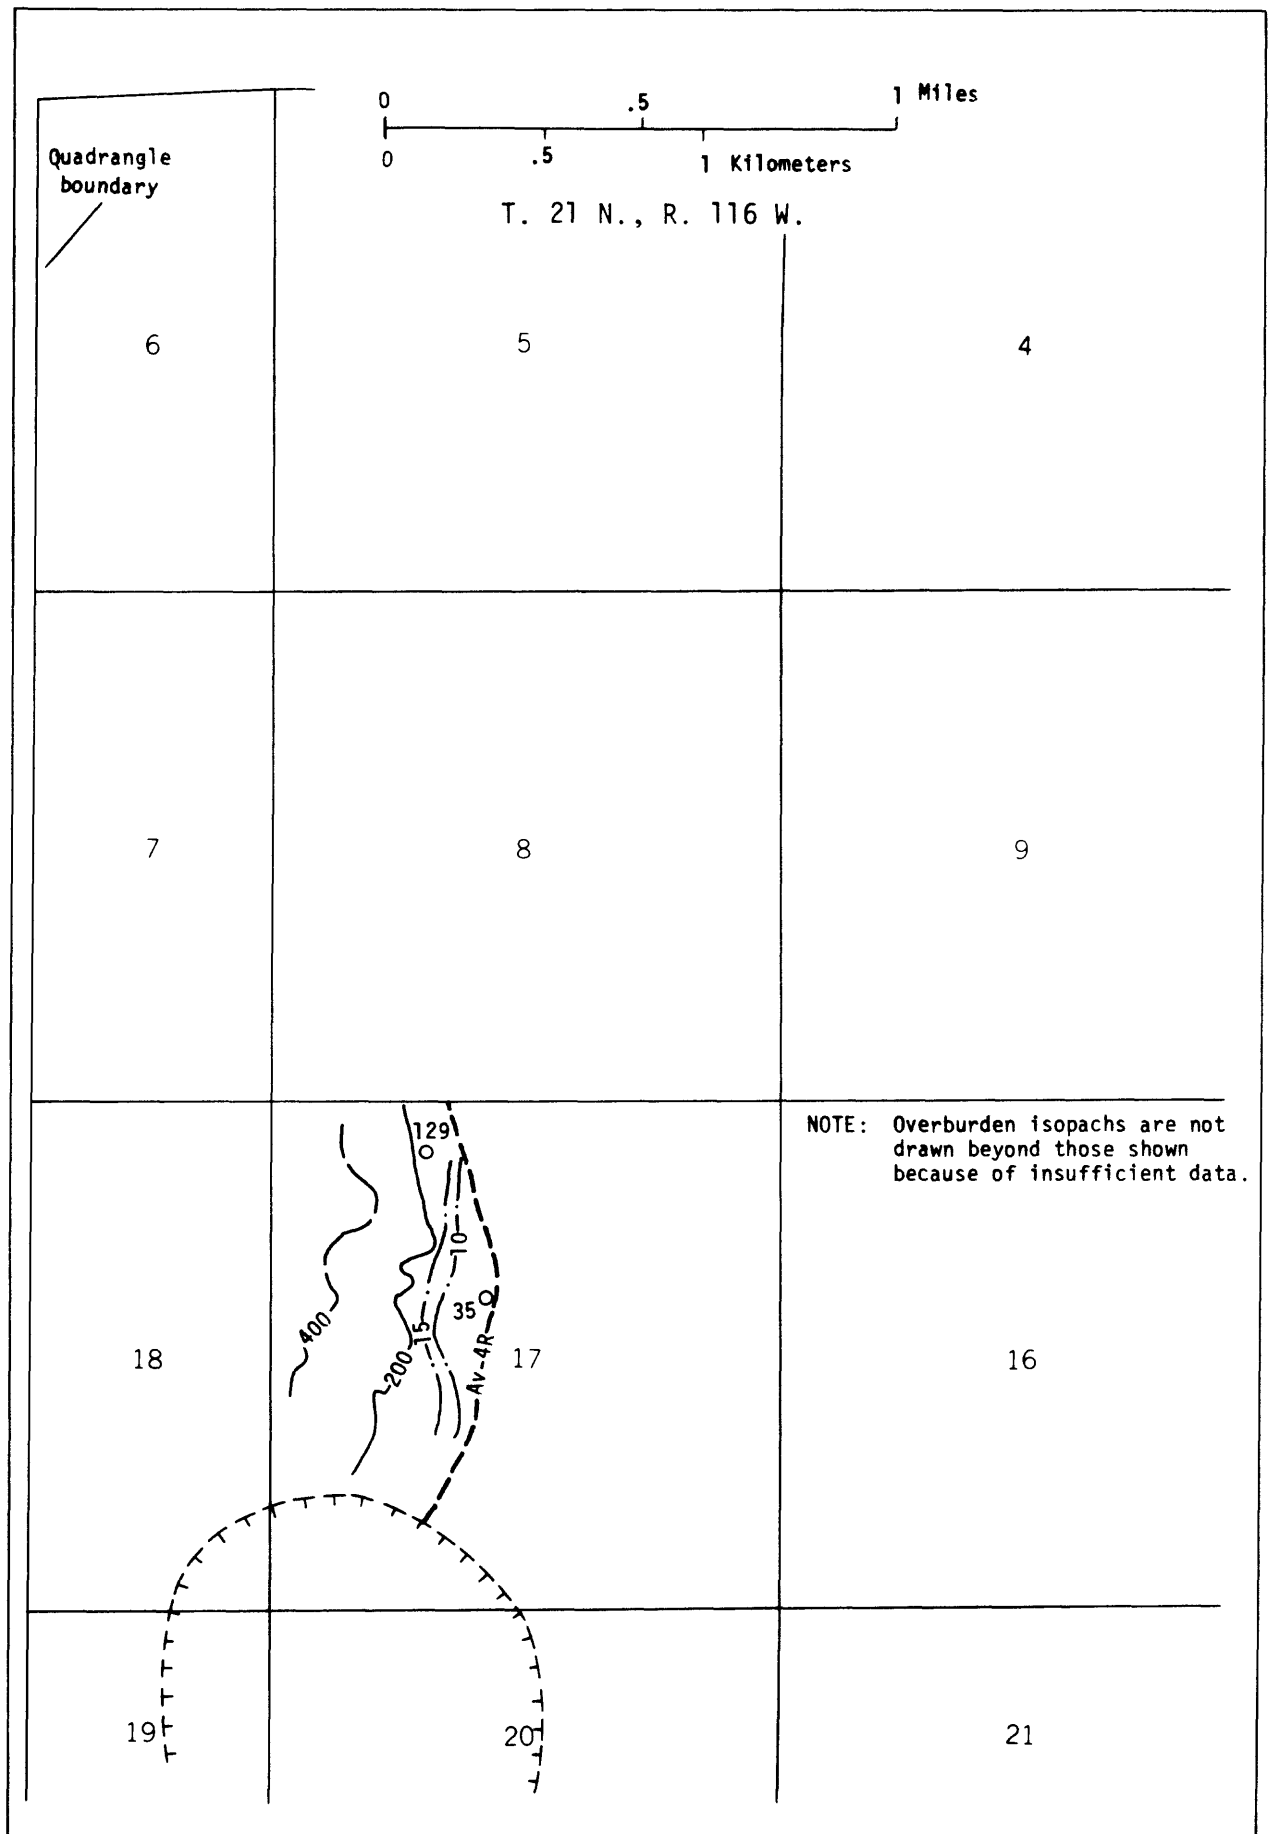 0 .5 1 Miles
0 .5 1 Kilometers
Quadrangle
boundary
T. 21 N., R. 116 W.
6 5 4
7 8 9
NOTE: Overburden isopachs are not
drawn beyond those shown
because of insufficient data.
129
10
35
400
15
200
Av-4R
18 17 16
19 20 21